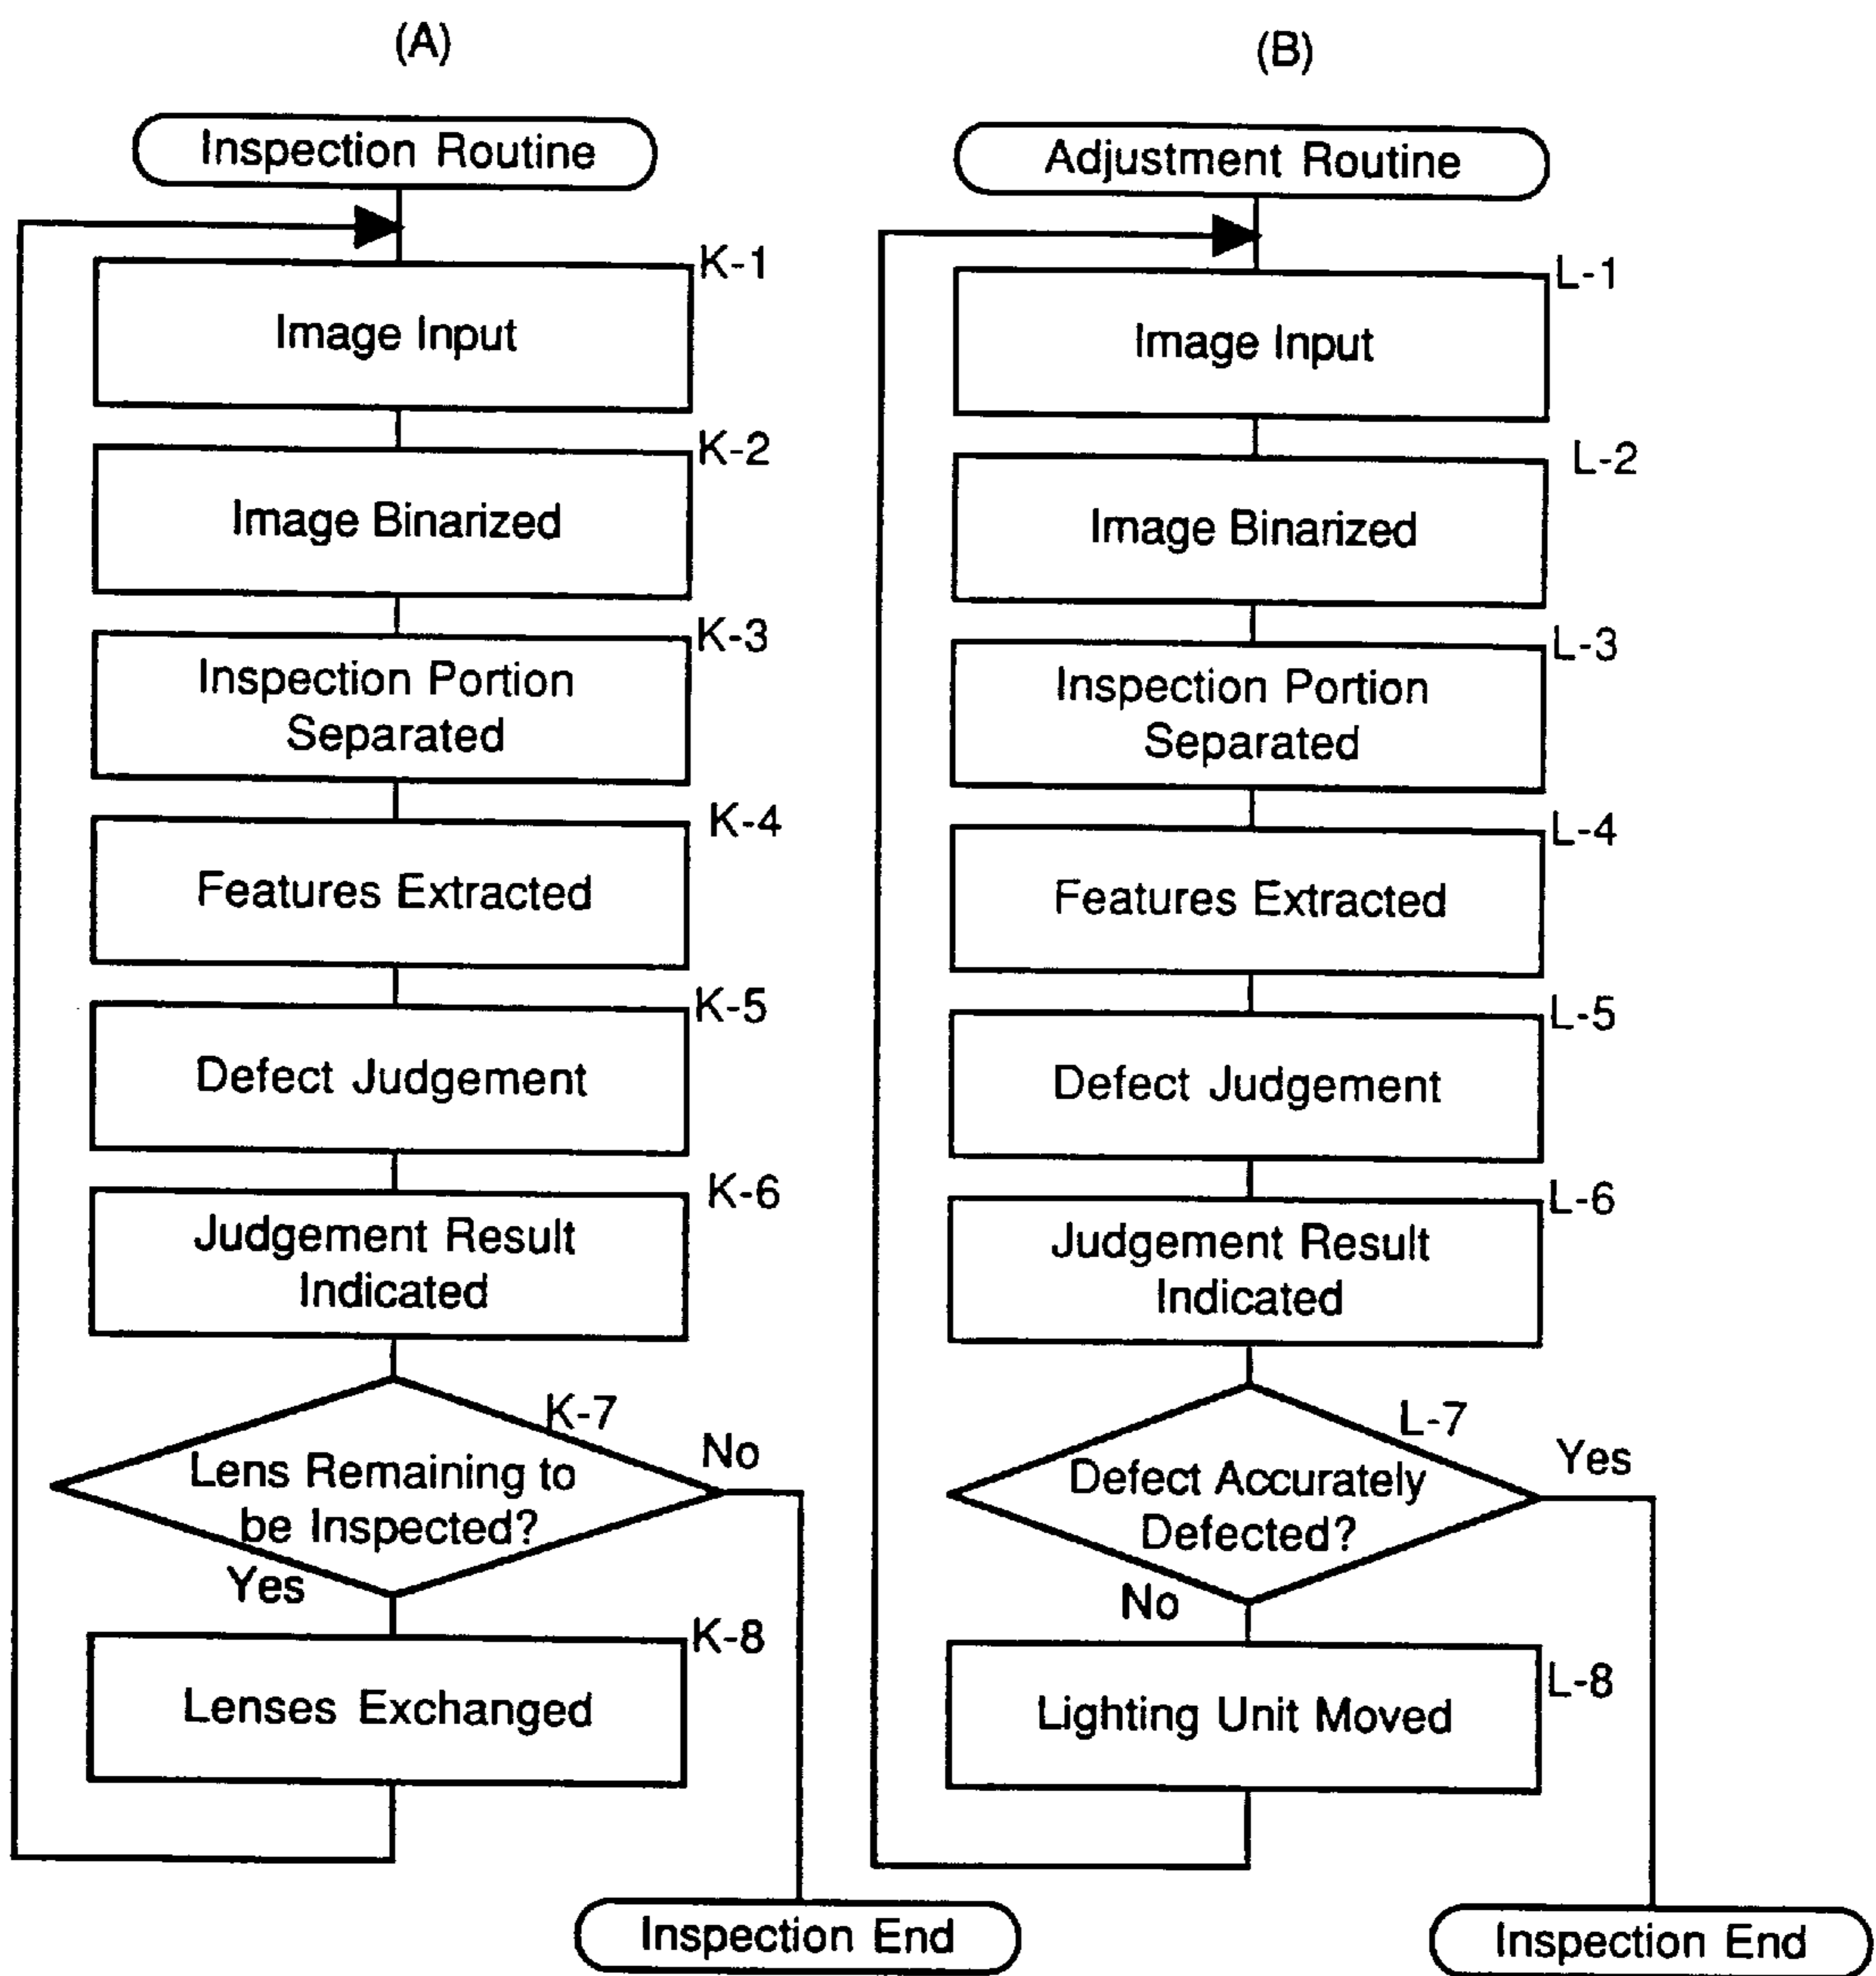 (A)
Inspection Routine
K-1
Image Input
K-2
Image Binarized
K-3
Inspection Portion
Separated
K-4
Features Extracted
K-5
Defect Judgement
K-6
Judgement Result
Indicated
K-7
Lens Remaining to
be Inspected?
No
Yes
K-8
Lenses Exchanged
Inspection End
(B)
Adjustment Routine
L-1
Image Input
L-2
Image Binarized
L-3
Inspection Portion
Separated
L-4
Features Extracted
L-5
Defect Judgement
L-6
Judgement Result
Indicated
L-7
Defect Accurately
Defected?
Yes
No
L-8
Lighting Unit Moved
Inspection End